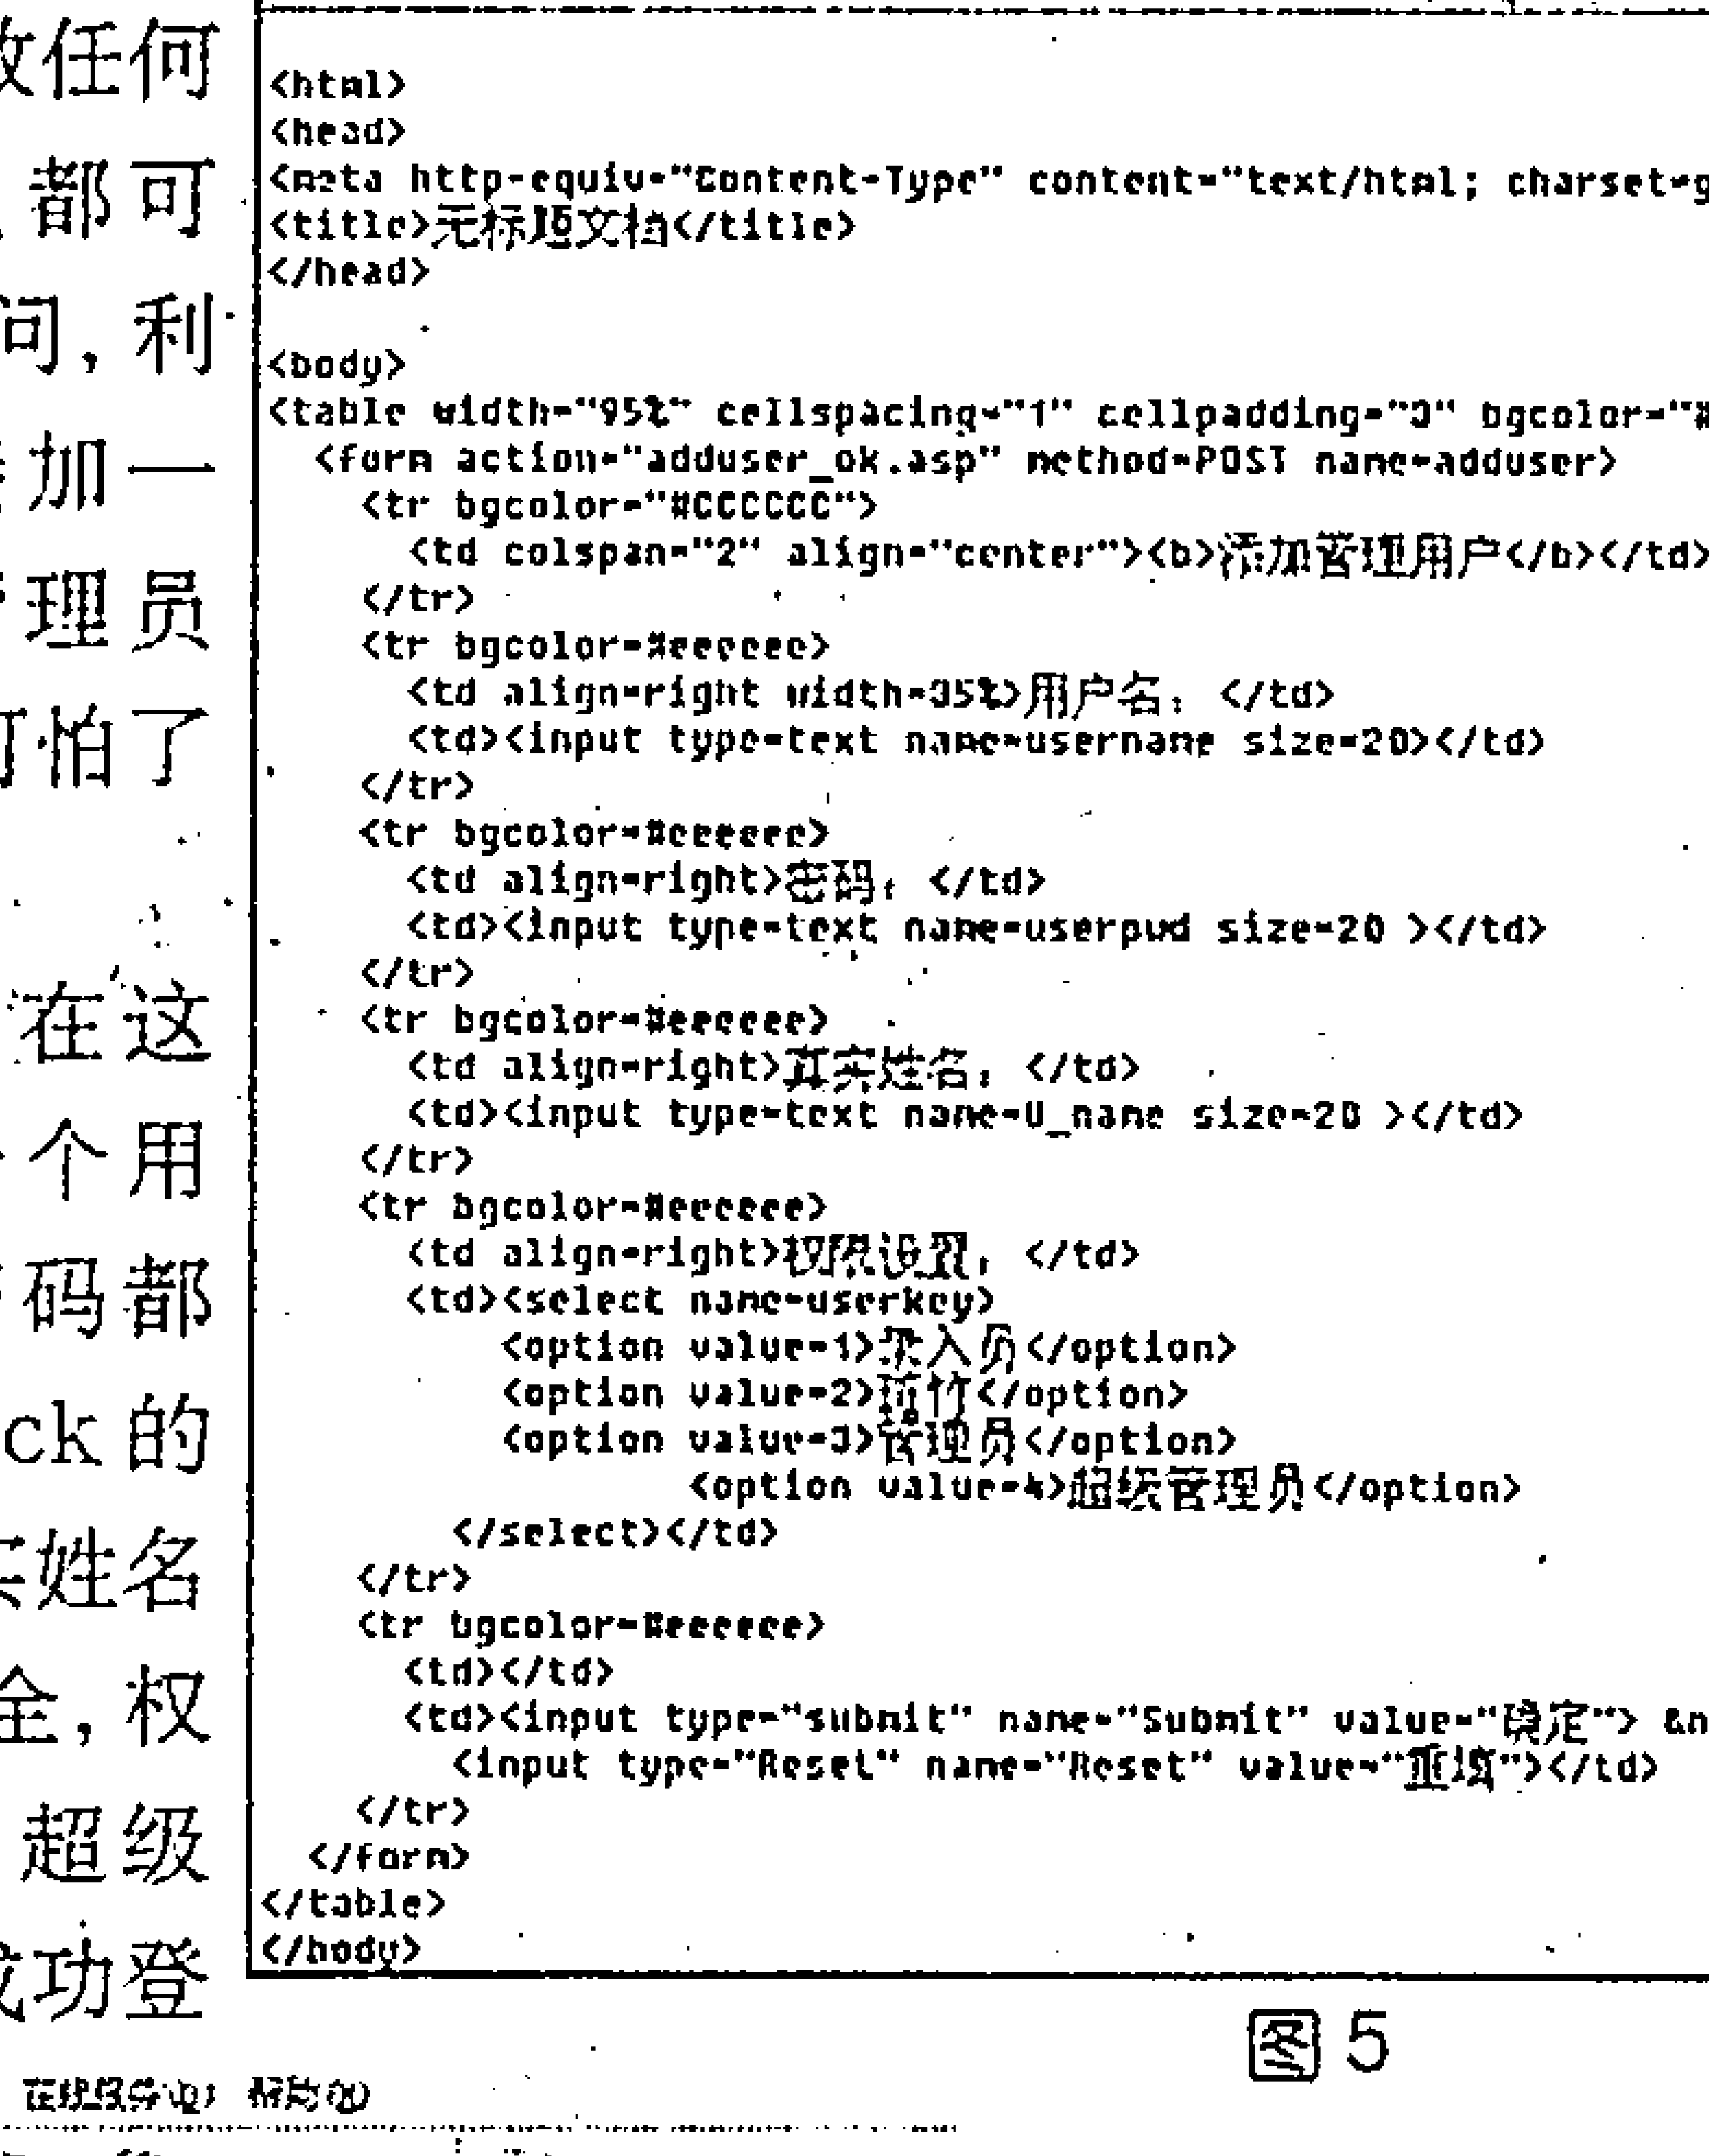 任何
都可
问,利
加一
理员
怕了
在这
个用
码都
ck的
姓名
全,权
超级
功登
<html>
<head>
<meta http-equiv="Content-Type" content="text/html; charset=g
<title>无标题文档</title>
</head>
<body>
<table width="95%" cellspacing="1" cellpadding="3" bgcolor="#
<form action="adduser_ok.asp" method=POST name=adduser>
<tr bgcolor="#CCCCCC">
<td colspan="2" align="center"><b>添加管理用户</b></td>
</tr>
<tr bgcolor=#eeeeee>
<td align=right width=35%>用户名：</td>
<td><input type=text name=username size=20></td>
</tr>
<tr bgcolor=#eeeeee>
<td align=right>密码：</td>
<td><input type=text name=userpwd size=20 ></td>
</tr>
<tr bgcolor=#eeeeee>
<td align=right>真实姓名：</td>
<td><input type=text name=U_name size=20 ></td>
</tr>
<tr bgcolor=#eeeeee>
<td align=right>权限设置：</td>
<td><select name=userkey>
<option value=1>录入员</option>
<option value=2></option>
<option value=3>管理员</option>
<option value=4>超级管理员</option>
</select></td>
</tr>
<tr bgcolor=#eeeeee>
<td></td>
<td><input type="submit" name="Submit" value="确定"> &n
<input type="Reset" name="Reset" value="重填"></td>
</tr>
</form>
</table>
</body>
图 5